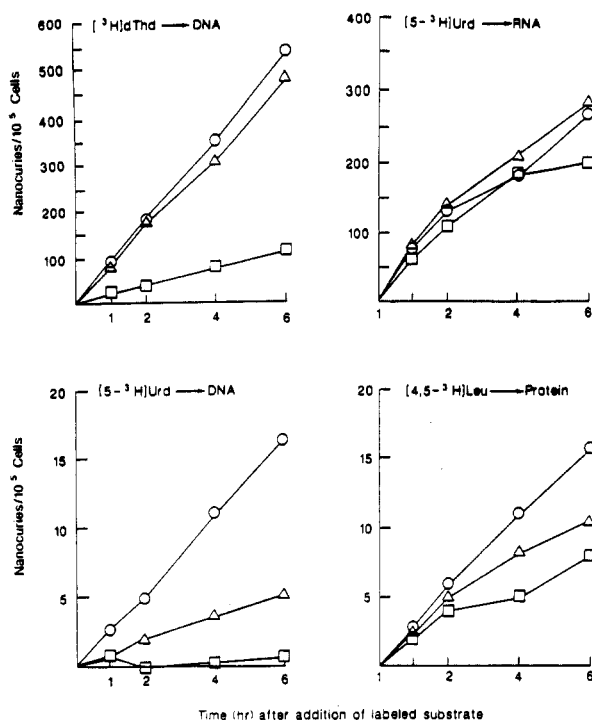 [³H]dThd → DNA
600
500
400
300
200
100
1 2 4 6
Nanocuries/10⁵ Cells
[5-³H]Urd → RNA
400
300
200
100
1 2 4 6
[5-³H]Urd → DNA
20
15
10
5
1 2 4 6
Nanocuries/10⁵ Cells
[4,5-³H]Leu → Protein
20
15
10
5
1 2 4 6
Time (hr) after addition of labeled substrate